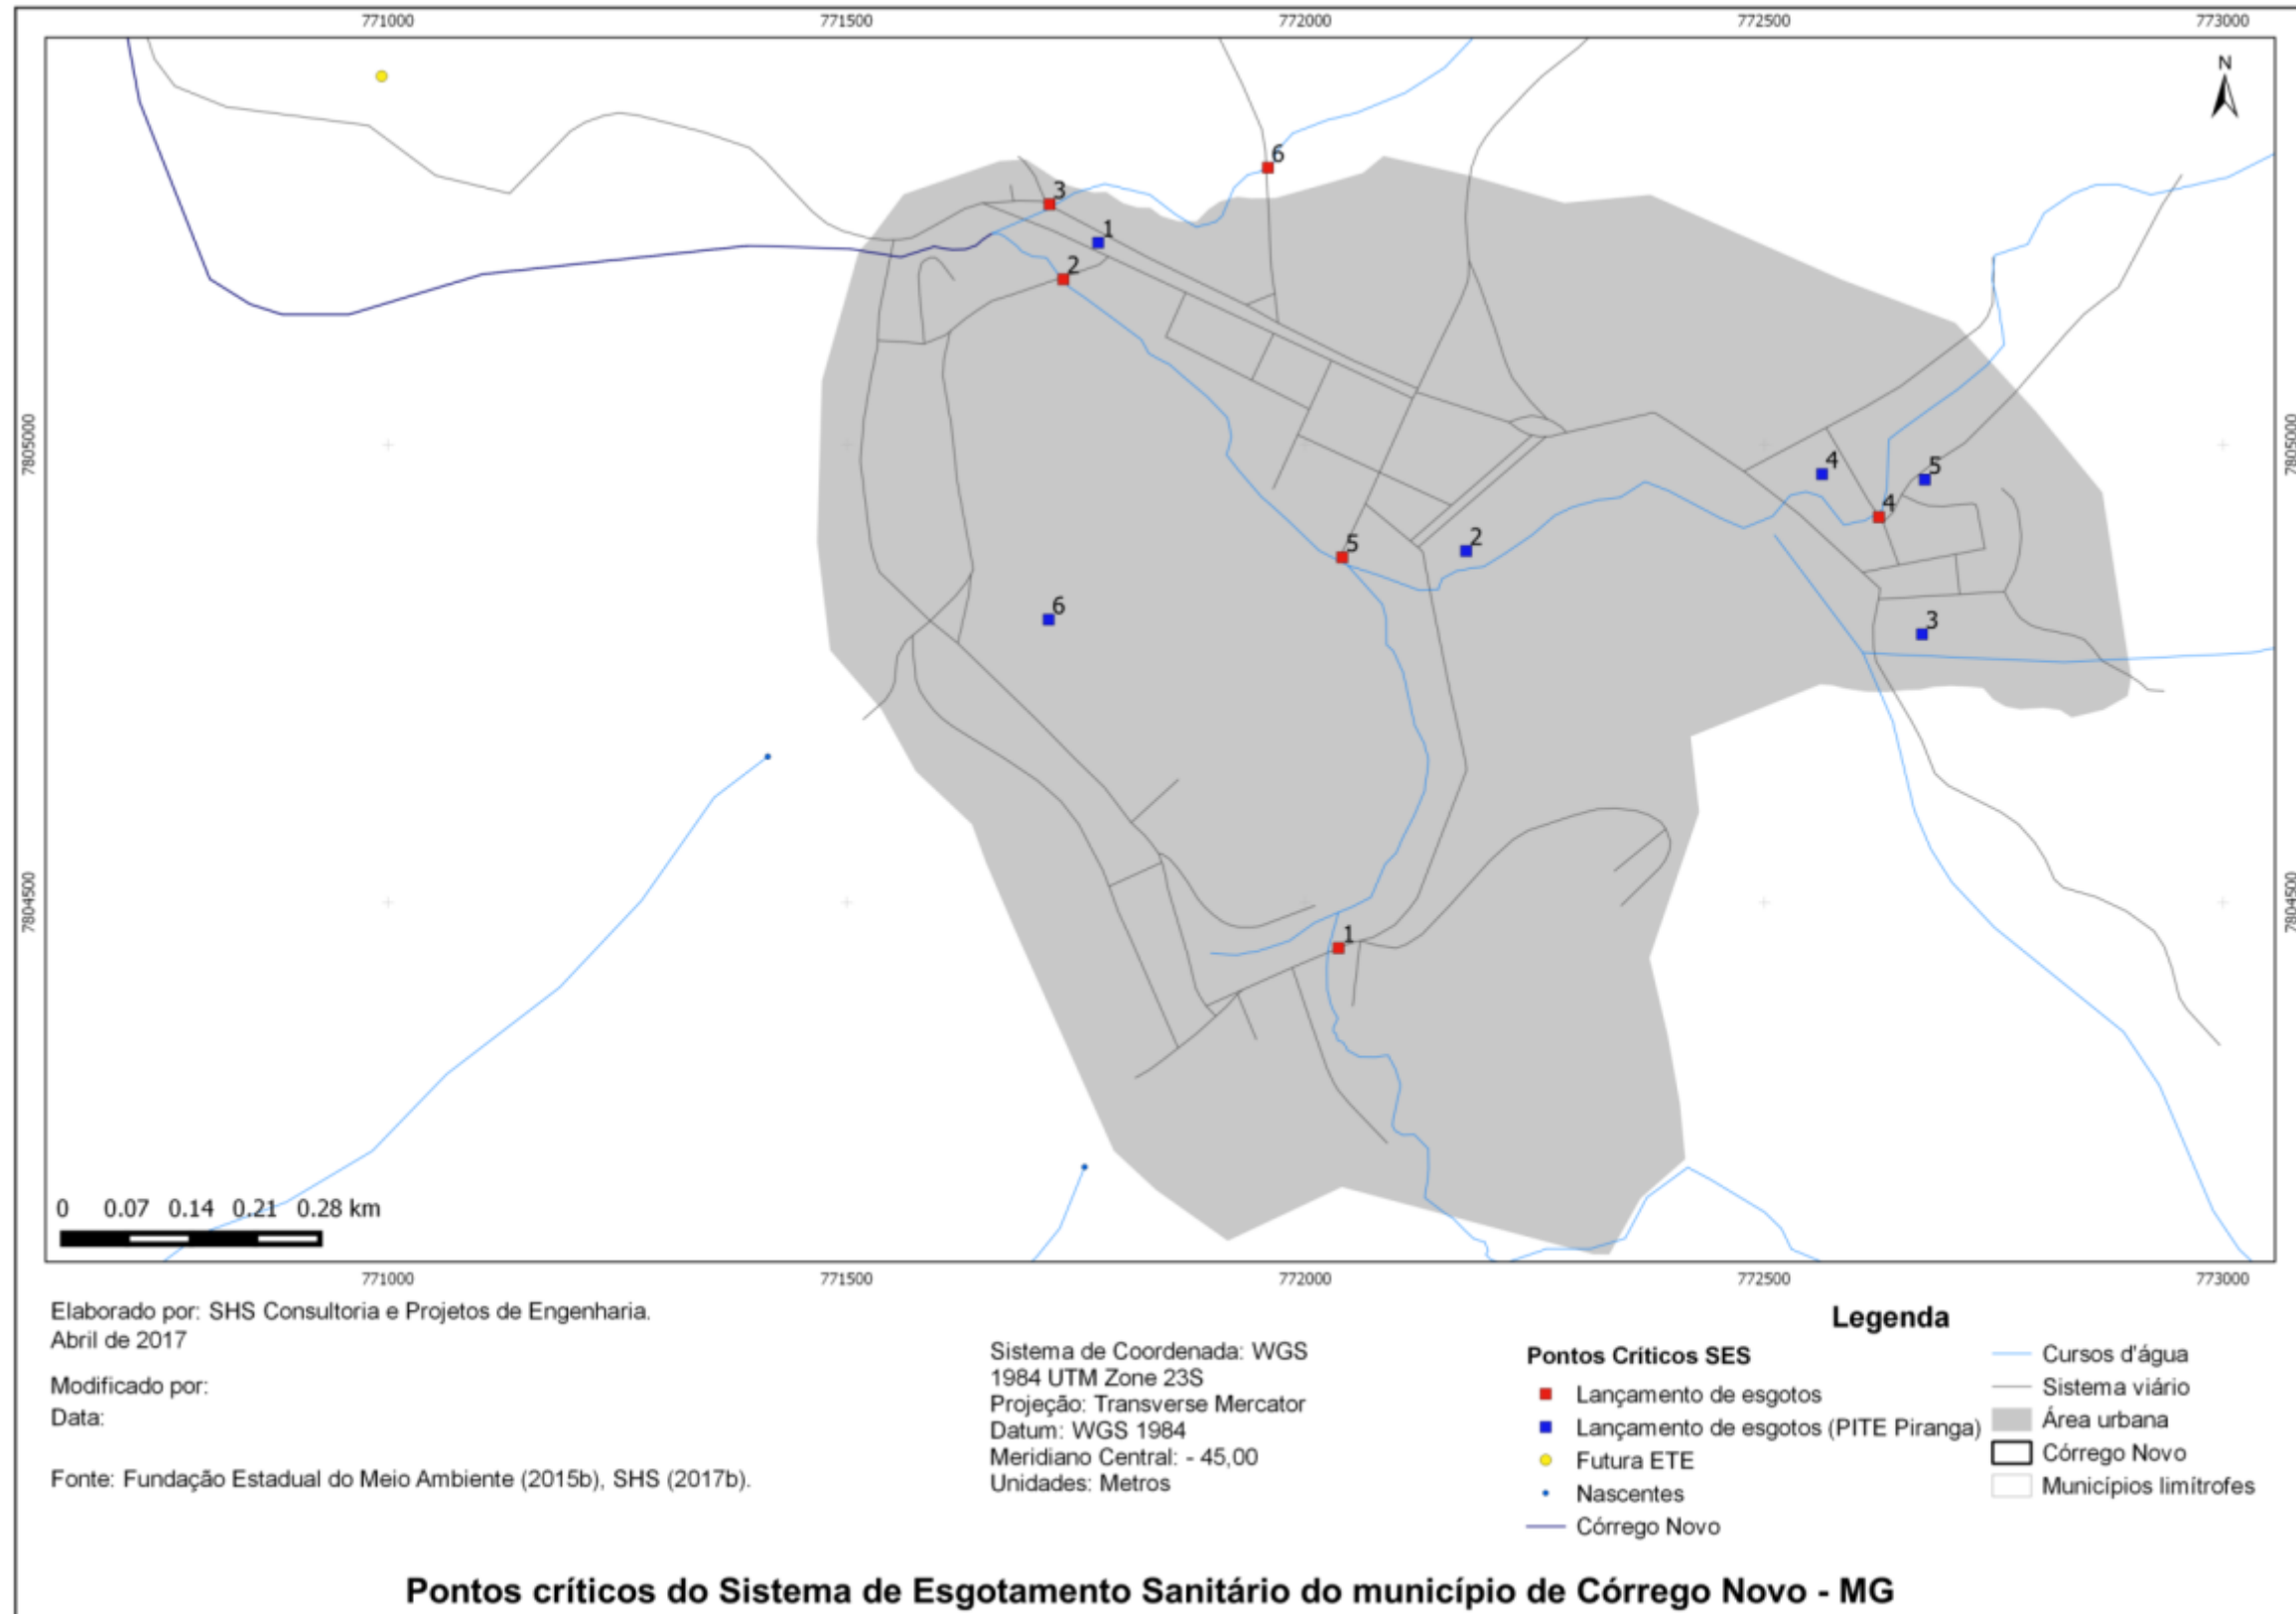 771000
771500
772000
772500
773000
N
6
3
1
2
7805000
7805000
4
5
4
5
2
6
3
7804500
7804500
1
0 0.07 0.14 0.21 0.28 km
771000
771500
772000
772500
773000
Elaborado por: SHS Consultoria e Projetos de Engenharia.
Abril de 2017
Modificado por:
Data:
Fonte: Fundação Estadual do Meio Ambiente (2015b), SHS (2017b).
Sistema de Coordenada: WGS
1984 UTM Zone 23S
Projeção: Transverse Mercator
Datum: WGS 1984
Meridiano Central: - 45,00
Unidades: Metros
Legenda
Pontos Críticos SES
Lançamento de esgotos
Lançamento de esgotos (PITE Piranga)
Futura ETE
Nascentes
Córrego Novo
Cursos d'água
Sistema viário
Área urbana
Córrego Novo
Municípios limítrofes
Pontos críticos do Sistema de Esgotamento Sanitário do município de Córrego Novo - MG